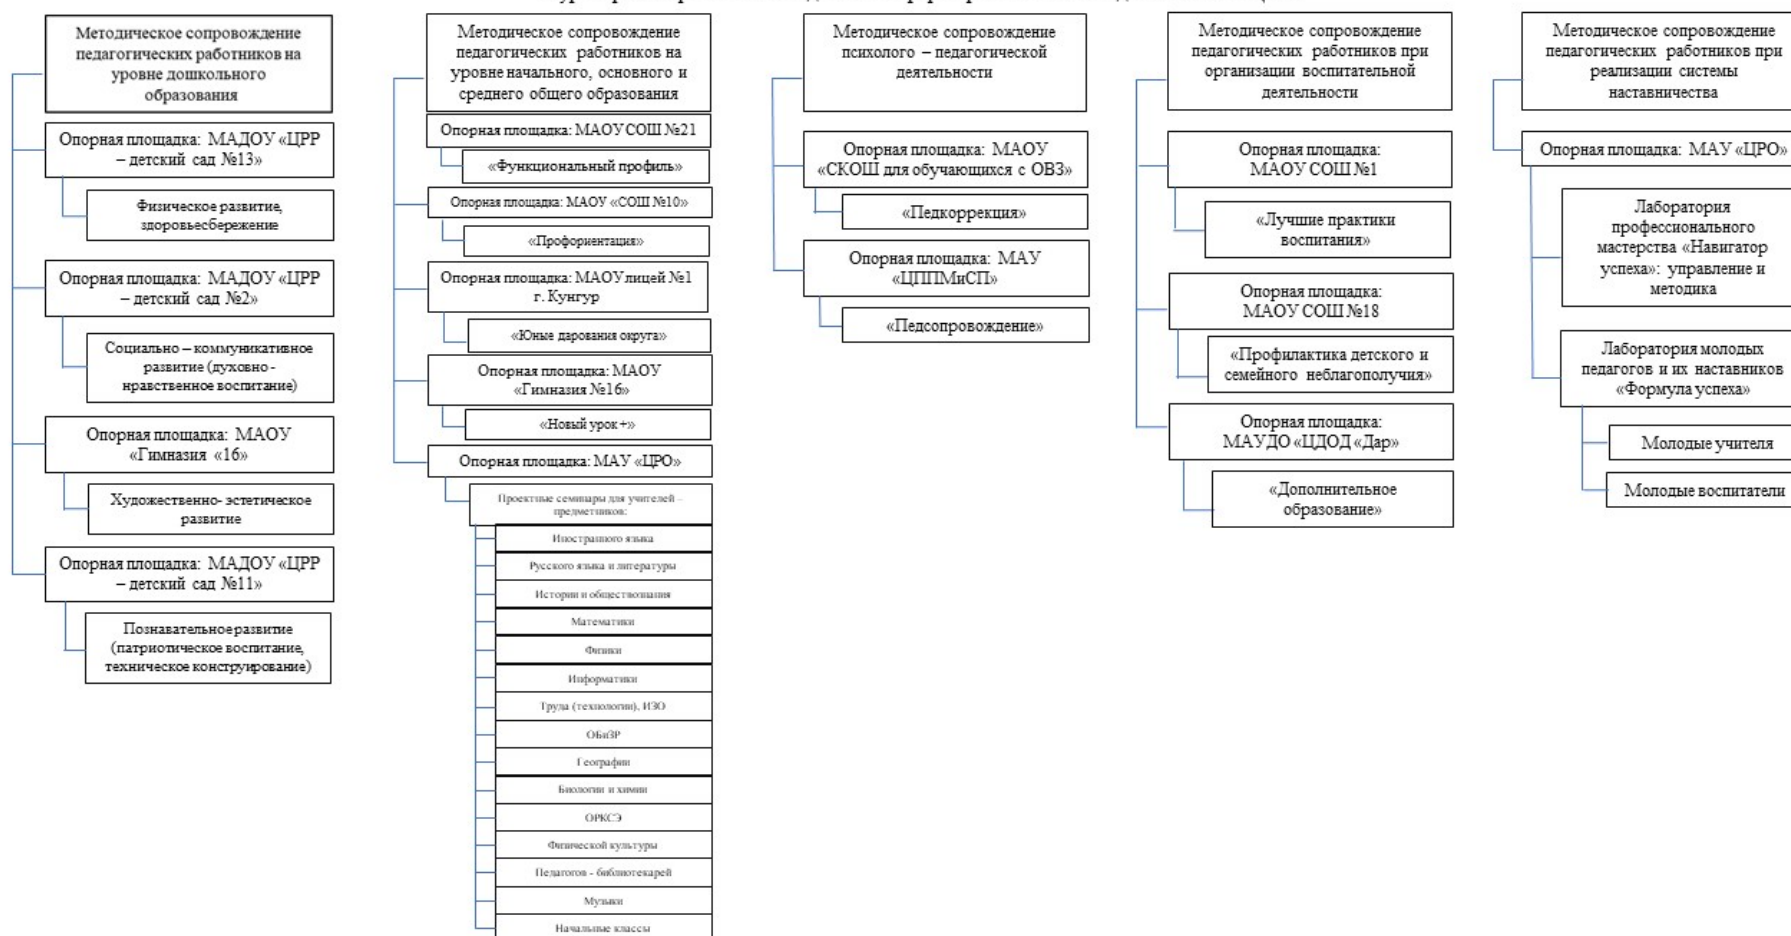 Методическое сопровождение
педагогических работников на
уровне дошкольного
образования
Опорная площадка: МАДОУ «ЦРР
– детский сад №13»
Физическое развитие,
здоровьесбережение
Опорная площадка: МАДОУ «ЦРР
– детский сад №2»
Социально – коммуникативное
развитие (духовно -
нравственное воспитание)
Опорная площадка: МАОУ
«Гимназия «16»
Художественно- эстетическое
развитие
Опорная площадка: МАДОУ «ЦРР
– детский сад №11»
Познавательное развитие
(патриотическое воспитание,
техническое конструирование)
Методическое сопровождение
педагогических работников на
уровне начального, основного и
среднего общего образования
Опорная площадка: МАОУ СОШ №21
«Функциональный профиль»
Опорная площадка: МАОУ «СОШ №10»
«Профориентация»
Опорная площадка: МАОУ лицей №1
г. Кунгур
«Юные дарования округа»
Опорная площадка: МАОУ
«Гимназия №16»
«Новый урок +»
Опорная площадка: МАУ «ЦРО»
Проектные семинары для учителей –
предметников:
Иностранного языка
Русского языка и литературы
Истории и обществознания
Математики
Физики
Информатики
Труда (технологии), ИЗО
ОБиЗР
Географии
Биологии и химии
ОРКСЭ
Физической культуры
Педагогов - библиотекарей
Музыки
Начальные классы
Методическое сопровождение
психолого – педагогической
деятельности
Опорная площадка: МАОУ
«СКОШ для обучающихся с ОВЗ»
«Педкоррекция»
Опорная площадка: МАУ
«ЦППМиСП»
«Педсопровождение»
Методическое сопровождение
педагогических работников при
организации воспитательной
деятельности
Опорная площадка:
МАОУ СОШ №1
«Лучшие практики
воспитания»
Опорная площадка:
МАОУ СОШ №18
«Профилактика детского и
семейного неблагополучия»
Опорная площадка:
МАУДО «ЦДОД «Дар»
«Дополнительное
образование»
Методическое сопровождение
педагогических работников при
реализации системы
наставничества
Опорная площадка: МАУ «ЦРО»
Лаборатория
профессионального
мастерства «Навигатор
успеха»: управление и
методика
Лаборатория молодых
педагогов и их наставников
«Формула успеха»
Молодые учителя
Молодые воспитатели